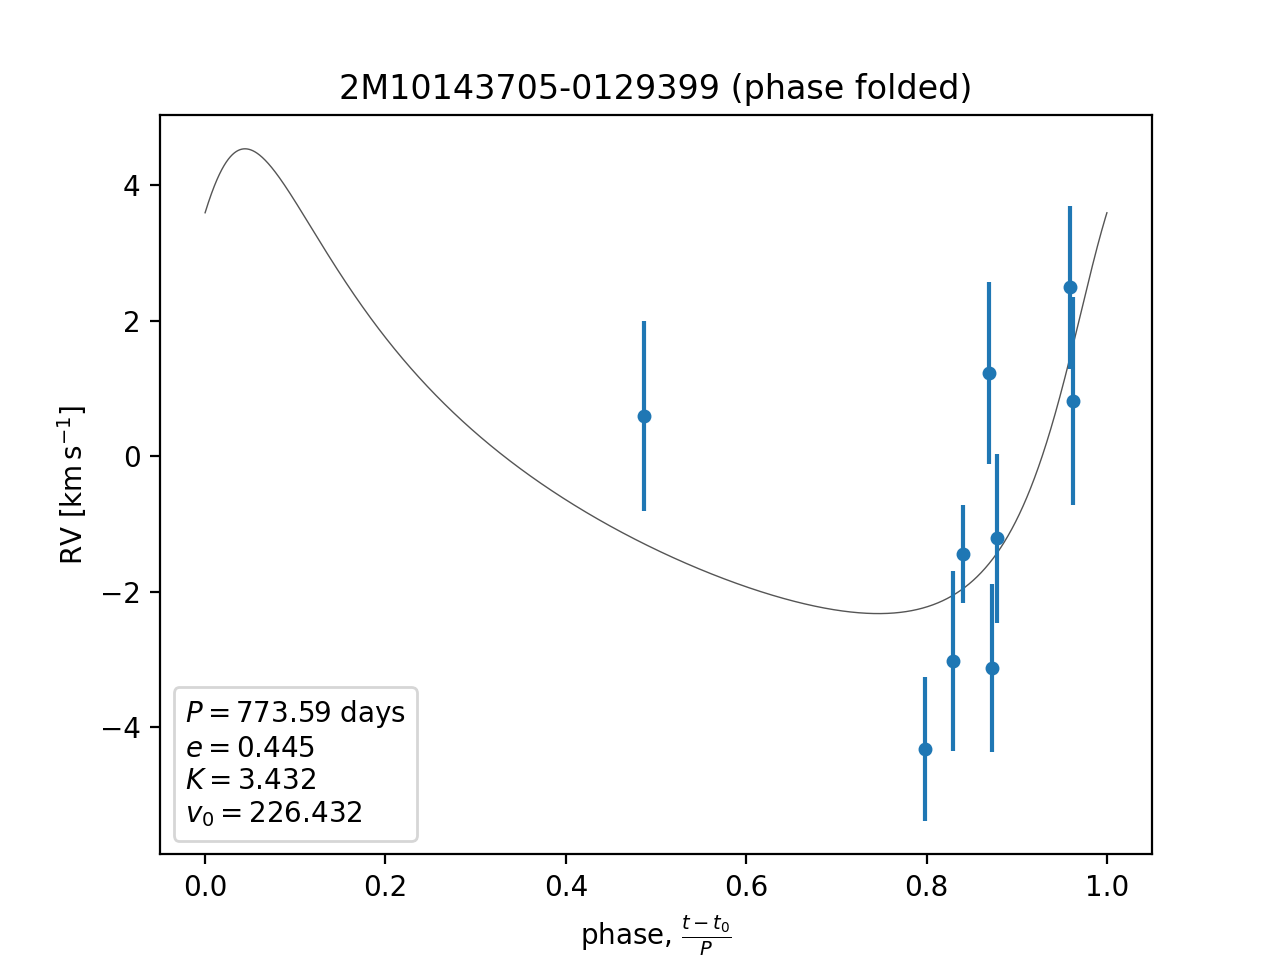 2M10143705-0129399 (phase folded)
RV [km s⁻¹]
4
2
0
−2
−4
P = 773.59 days
e = 0.445
K = 3.432
v₀ = 226.432
0.0 0.2 0.4 0.6 0.8 1.0
phase, (t − t₀)/P